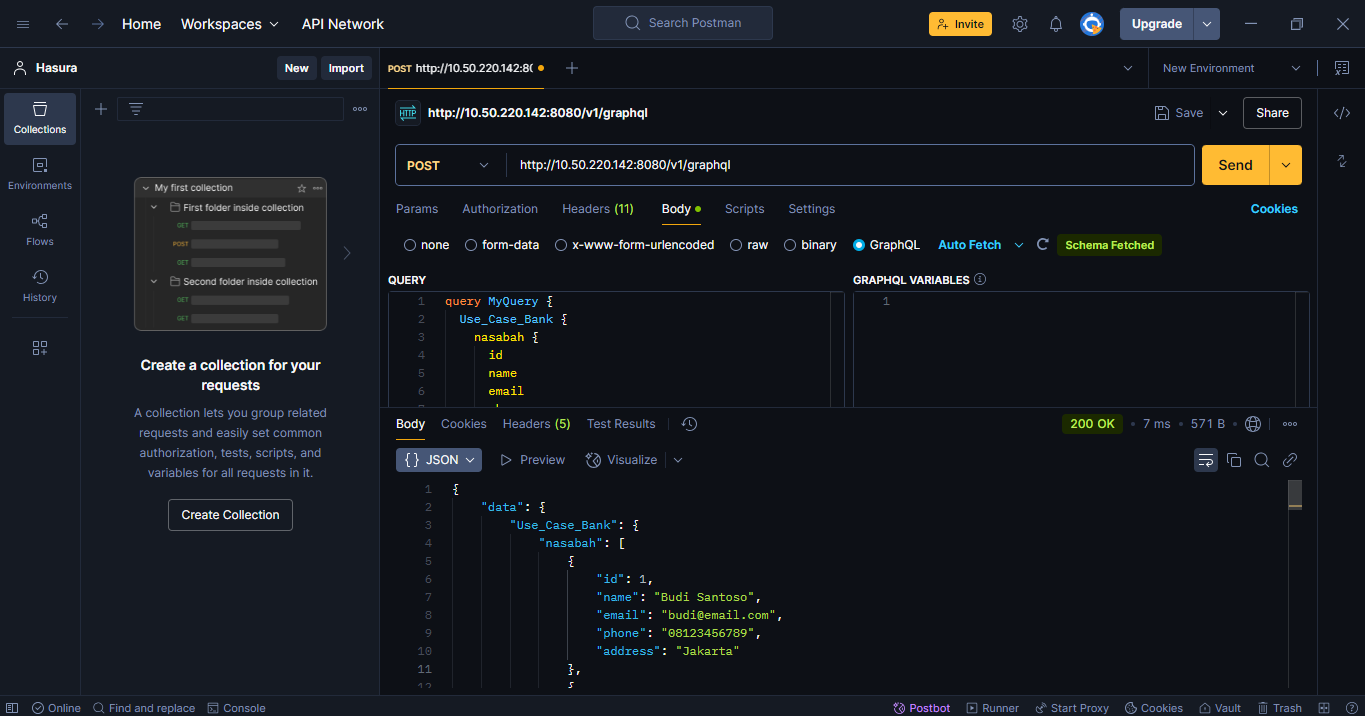 Home
Workspaces
API Network
Search Postman
Invite
Upgrade
Hasura
New
Import
POST http://10.50.220.142:8(
New Environment
Collections
Environments
Flows
History
My first collection
First folder inside collection
GET
POST
GET
Second folder inside collection
GET
GET
Create a collection for your
requests
A collection lets you group related
requests and easily set common
authorization, tests, scripts, and
variables for all requests in it.
Create Collection
HTTP
http://10.50.220.142:8080/v1/graphql
Save
Share
POST
http://10.50.220.142:8080/v1/graphql
Send
Params
Authorization
Headers (11)
Body
Scripts
Settings
Cookies
none
form-data
x-www-form-urlencoded
raw
binary
GraphQL
Auto Fetch
Schema Fetched
QUERY
1 query MyQuery {
2 Use_Case_Bank {
3 nasabah {
4 id
5 name
6 email
GRAPHQL VARIABLES
1
Body
Cookies
Headers (5)
Test Results
200 OK
7 ms
571 B
{} JSON
Preview
Visualize
1 {
2 "data": {
3 "Use_Case_Bank": {
4 "nasabah": [
5 {
6 "id": 1,
7 "name": "Budi Santoso",
8 "email": "budi@email.com",
9 "phone": "08123456789",
10 "address": "Jakarta"
11 },
12 {
Online
Find and replace
Console
Postbot
Runner
Start Proxy
Cookies
Vault
Trash